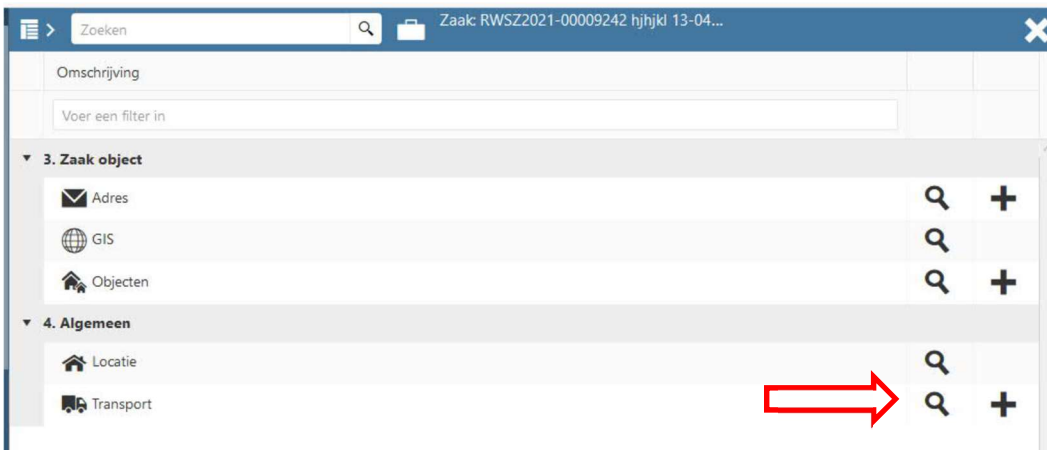 Zoeken
Zaak: RWSZ2021-00009242 hjhjkl 13-04...
Omschrijving
Voer een filter in
3. Zaak object
Adres
GIS
Objecten
4. Algemeen
Locatie
Transport